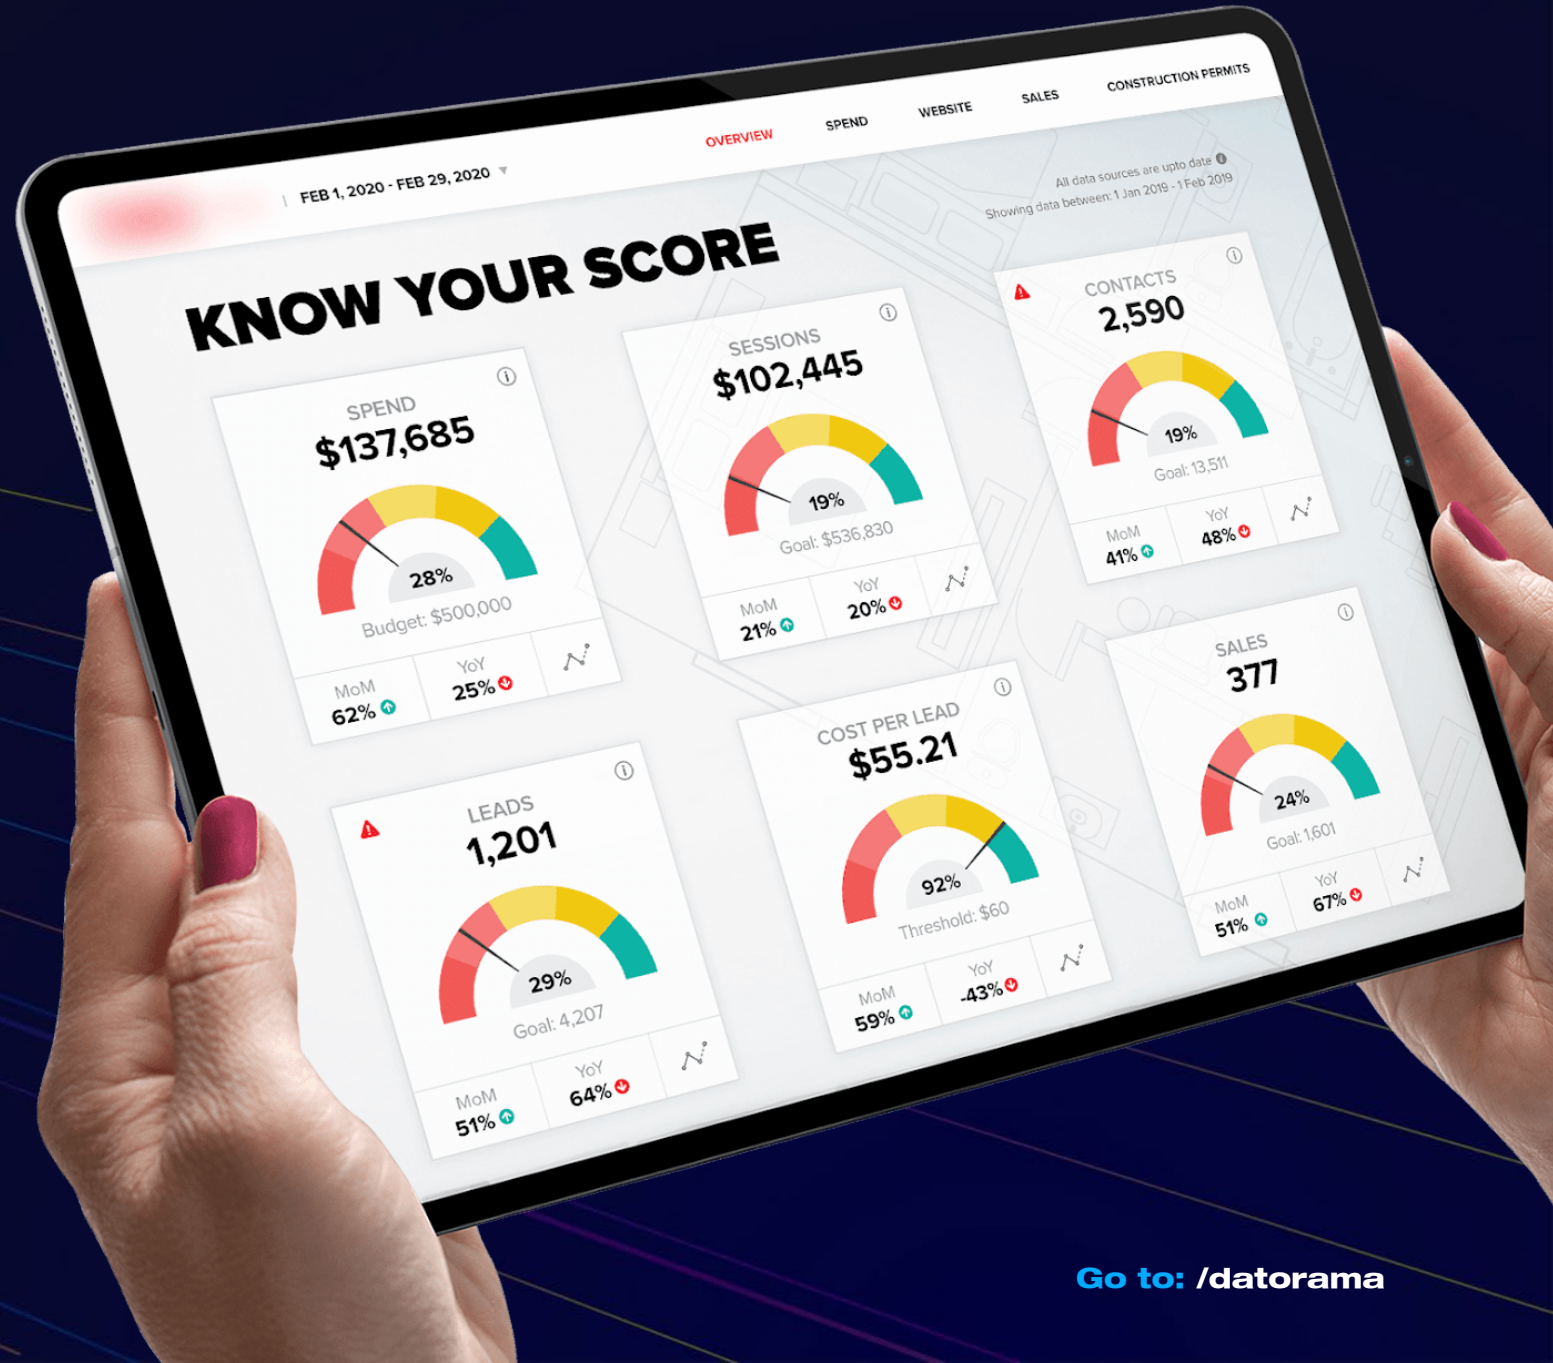 FEB 1, 2020 - FEB 29, 2020
OVERVIEW
SPEND
WEBSITE
SALES
CONSTRUCTION PERMITS
All data sources are upto date
Showing data between: 1 Jan 2019 - 1 Feb 2019
KNOW YOUR SCORE
SPEND
$137,685
28%
Budget: $500,000
MoM
62%
YoY
25%
SESSIONS
$102,445
19%
Goal: $536,830
MoM
21%
YoY
20%
CONTACTS
2,590
19%
Goal: 13,511
MoM
41%
YoY
48%
LEADS
1,201
29%
Goal: 4,207
MoM
51%
YoY
64%
COST PER LEAD
$55.21
92%
Threshold: $60
MoM
59%
YoY
-43%
SALES
377
24%
Goal: 1,601
MoM
51%
YoY
67%
Go to: /datorama